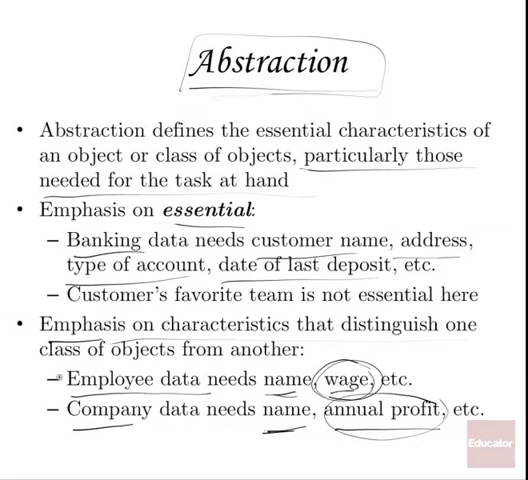 Abstraction
• Abstraction defines the essential characteristics of
an object or class of objects, particularly those
needed for the task at hand
• Emphasis on essential:
– Banking data needs customer name, address,
type of account, date of last deposit, etc.
– Customer's favorite team is not essential here
• Emphasis on characteristics that distinguish one
class of objects from another:
– Employee data needs name, wage, etc.
– Company data needs name, annual profit, etc.
Educator